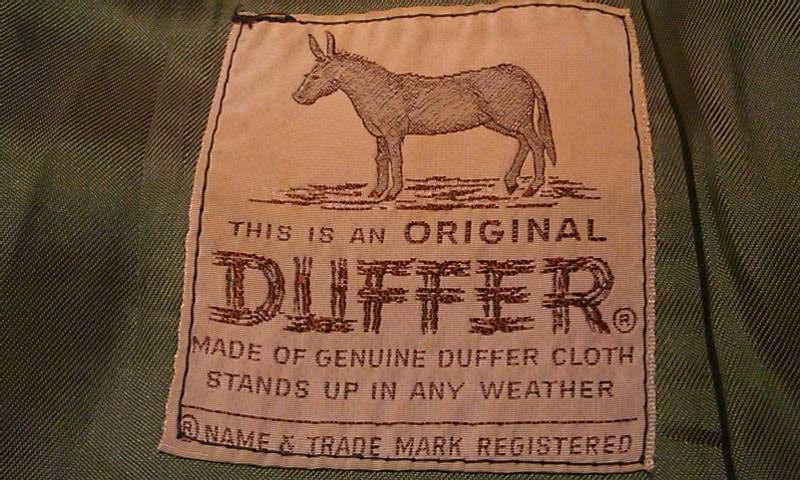 THIS IS AN ORIGINAL
DUFFER®
MADE OF GENUINE DUFFER CLOTH
STANDS UP IN ANY WEATHER
® NAME & TRADE MARK REGISTERED